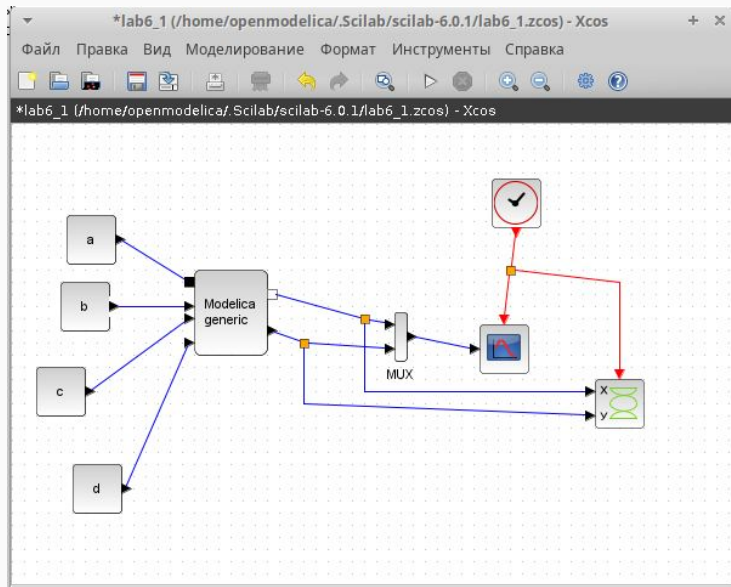 *lab6_1 (/home/openmodelica/.Scilab/scilab-6.0.1/lab6_1.zcos) - Xcos
Файл Правка Вид Моделирование Формат Инструменты Справка
*lab6_1 (/home/openmodelica/.Scilab/scilab-6.0.1/lab6_1.zcos) - Xcos
a
b
Modelica
generic
MUX
c
x
y
d